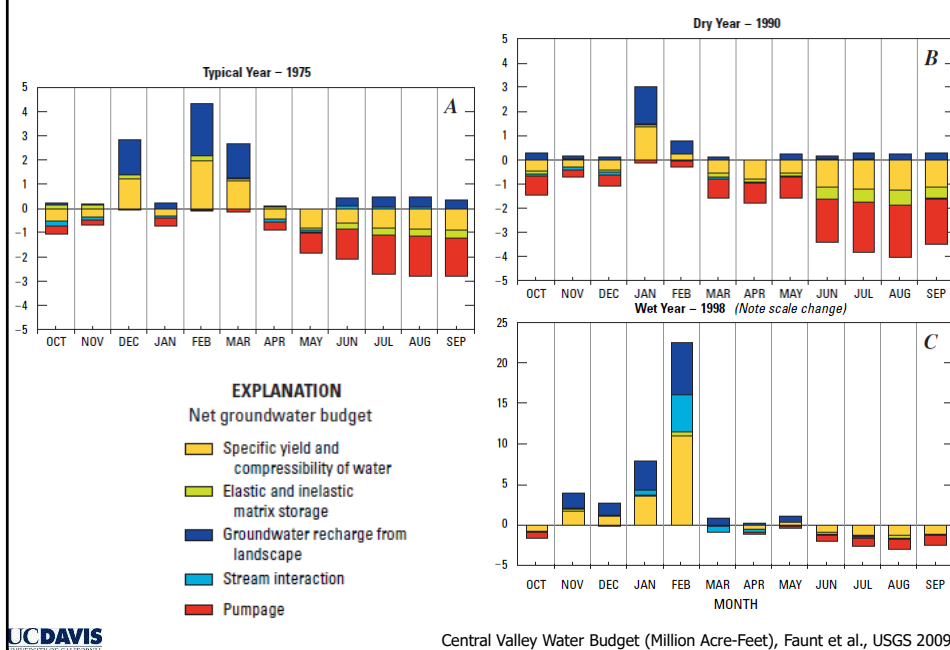 Typical Year – 1975
A
5
4
3
2
1
0
–1
–2
–3
–4
–5
OCT NOV DEC JAN FEB MAR APR MAY JUN JUL AUG SEP
Dry Year – 1990
B
5
4
3
2
1
0
–1
–2
–3
–4
–5
OCT NOV DEC JAN FEB MAR APR MAY JUN JUL AUG SEP
Wet Year – 1998 (Note scale change)
C
25
20
15
10
5
0
–5
OCT NOV DEC JAN FEB MAR APR MAY JUN JUL AUG SEP
MONTH
EXPLANATION
Net groundwater budget
Specific yield and
compressibility of water
Elastic and inelastic
matrix storage
Groundwater recharge from
landscape
Stream interaction
Pumpage
UCDAVIS
UNIVERSITY OF CALIFORNIA
Central Valley Water Budget (Million Acre-Feet), Faunt et al., USGS 2009